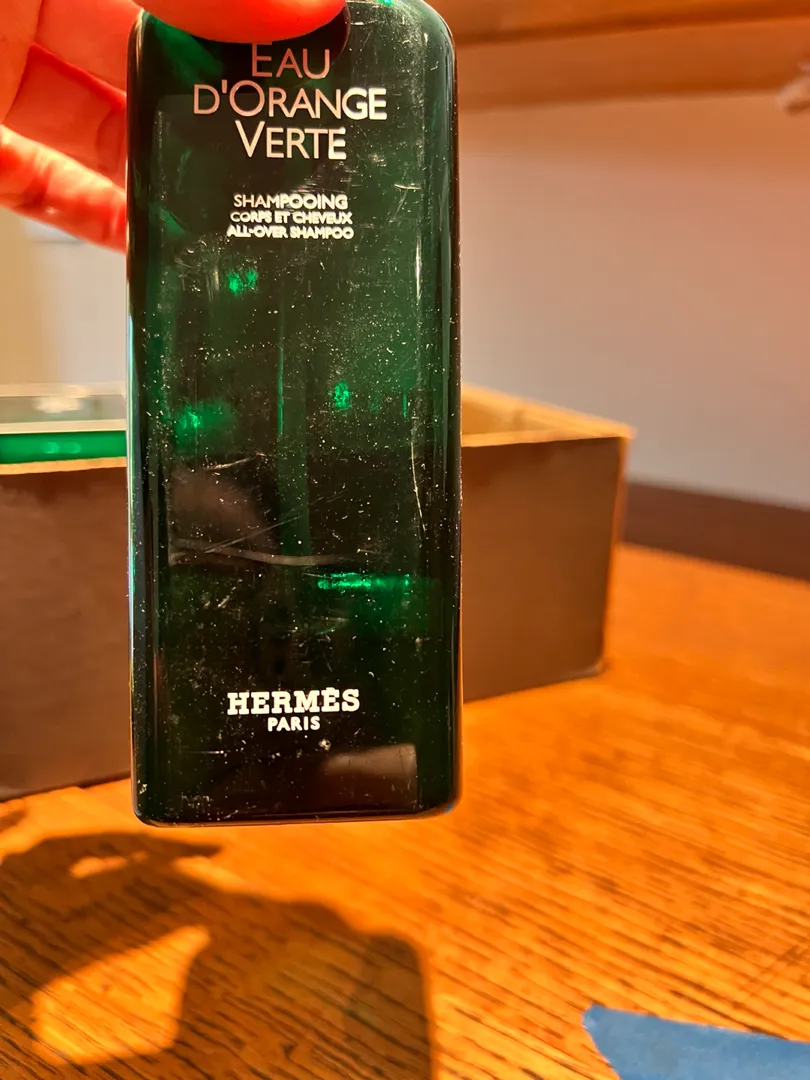 EAU
D'ORANGE
VERTE
SHAMPOOING
CORPS ET CHEVEUX
ALL-OVER SHAMPOO
HERMÈS
PARIS